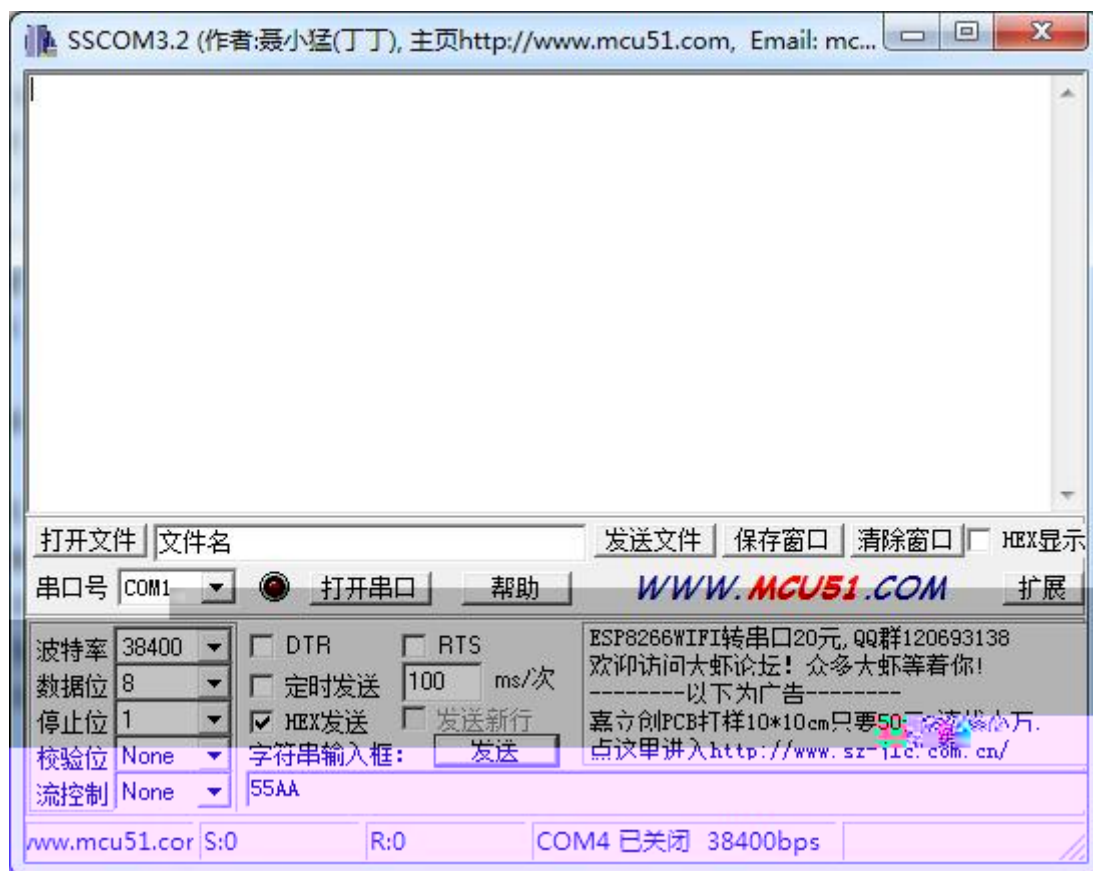 SSCOM3.2 (作者:聂小猛(丁丁), 主页http://www.mcu51.com, Email: mc...
打开文件 文件名 发送文件 保存窗口 清除窗口 HEX显示
串口号 COM1 打开串口 帮助 WWW.MCU51.COM 扩展
波特率 38400 DTR RTS
数据位 8 定时发送 100 ms/次
停止位 1 HEX发送 发送新行
校验位 None 字符串输入框: 发送
流控制 None 55AA
ESP8266WIFI转串口20元,QQ群120693138
欢迎访问大虾论坛! 众多大虾等着你!
--------以下为广告--------
嘉立创PCB打样10*10cm只要50
点这里进入http://www.sz-jlc.com.cn/
www.mcu51.cor S:0 R:0 COM4 已关闭 38400bps